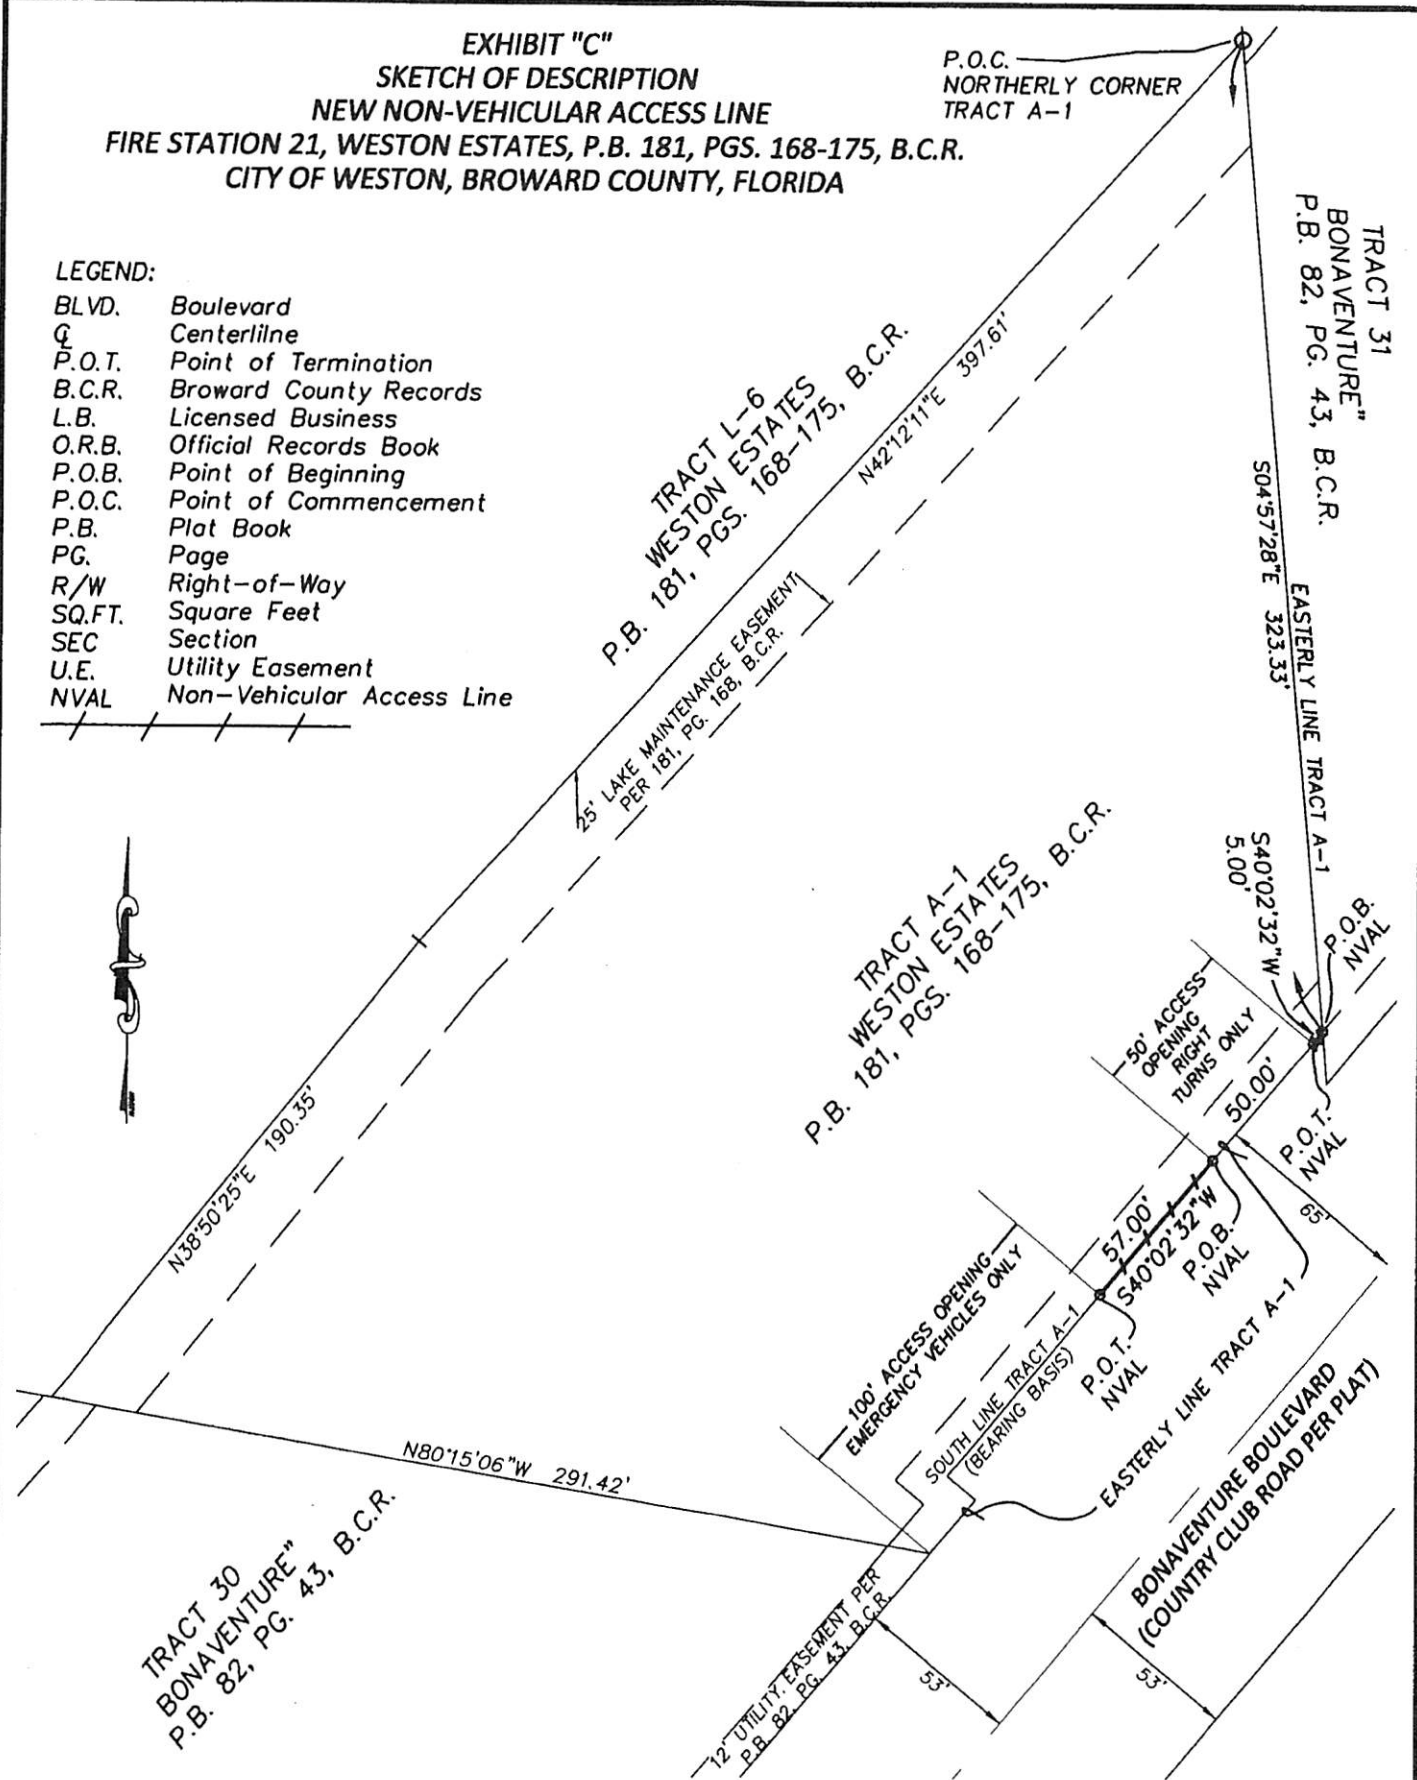 EXHIBIT "C"
SKETCH OF DESCRIPTION
NEW NON-VEHICULAR ACCESS LINE
FIRE STATION 21, WESTON ESTATES, P.B. 181, PGS. 168-175, B.C.R.
CITY OF WESTON, BROWARD COUNTY, FLORIDA
P.O.C.
NORTHERLY CORNER
TRACT A-1
LEGEND:
BLVD. Boulevard
℄ Centerlilne
P.O.T. Point of Termination
B.C.R. Broward County Records
L.B. Licensed Business
O.R.B. Official Records Book
P.O.B. Point of Beginning
P.O.C. Point of Commencement
P.B. Plat Book
PG. Page
R/W Right-of-Way
SQ.FT. Square Feet
SEC Section
U.E. Utility Easement
NVAL Non-Vehicular Access Line
TRACT 31
BONAVENTURE"
P.B. 82, PG. 43, B.C.R.
TRACT L-6
WESTON ESTATES
P.B. 181, PGS. 168-175, B.C.R.
N42°12'11"E 397.61'
S04°57'28"E 323.33'
EASTERLY LINE TRACT A-1
25' LAKE MAINTENANCE EASEMENT
PER 181, PG. 168, B.C.R.
TRACT A-1
WESTON ESTATES
P.B. 181, PGS. 168-175, B.C.R.
S40°02'32"W
5.00'
P.O.B.
NVAL
50' ACCESS
OPENING
RIGHT
TURNS ONLY
50.00'
P.O.T.
NVAL
65'
N38°50'25"E 190.35'
57.00'
S40°02'32"W
P.O.B.
NVAL
100' ACCESS OPENING
EMERGENCY VEHICLES ONLY
SOUTH LINE TRACT A-1
(BEARING BASIS)
P.O.T.
NVAL
EASTERLY LINE TRACT A-1
BONAVENTURE BOULEVARD
(COUNTRY CLUB ROAD PER PLAT)
N80°15'06"W 291.42'
TRACT 30
BONAVENTURE"
P.B. 82, PG. 43, B.C.R.
12' UTILITY EASEMENT PER
P.B. 82, PG. 43, B.C.R.
53'
53'